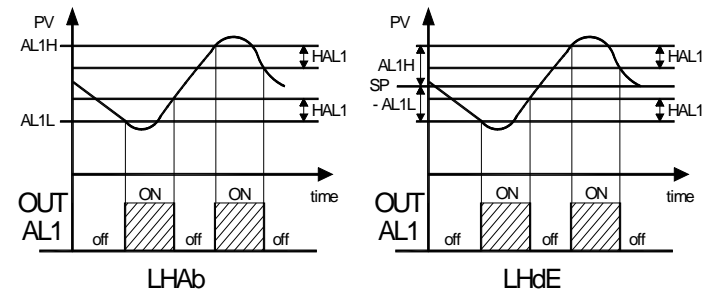 PV
AL1H
HAL1
HAL1
AL1L
time
OUT
AL1
off
ON
off
ON
off
LHAb
PV
AL1H
SP
- AL1L
HAL1
HAL1
time
OUT
AL1
off
ON
off
ON
off
LHdE